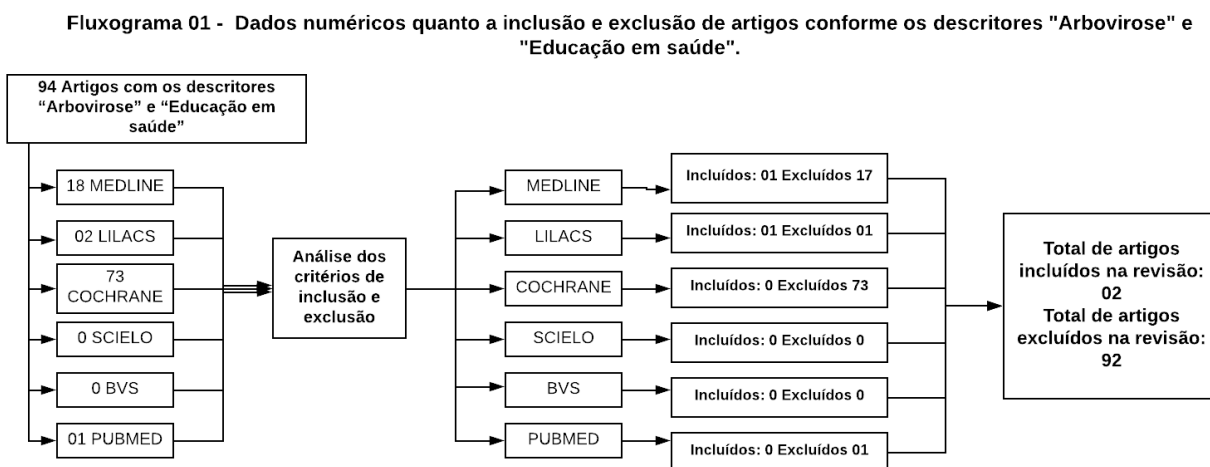 Fluxograma 01 - Dados numéricos quanto a inclusão e exclusão de artigos conforme os descritores "Arbovirose" e
"Educação em saúde".
94 Artigos com os descritores
“Arbovirose” e “Educação em
saúde”
18 MEDLINE
02 LILACS
73
COCHRANE
0 SCIELO
0 BVS
01 PUBMED
Análise dos
critérios de
inclusão e
exclusão
MEDLINE
LILACS
COCHRANE
SCIELO
BVS
PUBMED
Incluídos: 01 Excluídos 17
Incluídos: 01 Excluídos 01
Incluídos: 0 Excluídos 73
Incluídos: 0 Excluídos 0
Incluídos: 0 Excluídos 0
Incluídos: 0 Excluídos 01
Total de artigos
incluídos na revisão:
02
Total de artigos
excluídos na revisão:
92